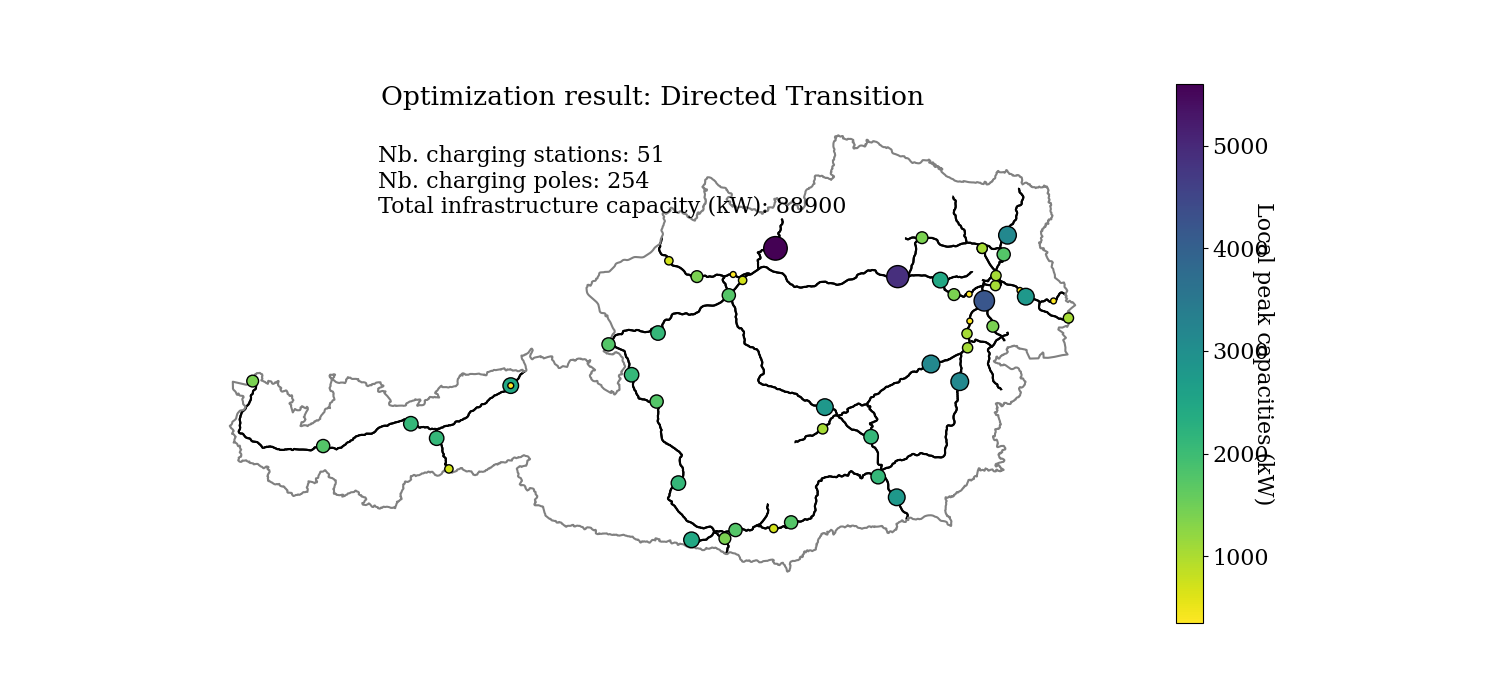 Optimization result: Directed Transition
Nb. charging stations: 51
Nb. charging poles: 254
Total infrastructure capacity (kW): 88900
5000
4000
3000
2000
1000
Local peak capacities (kW)